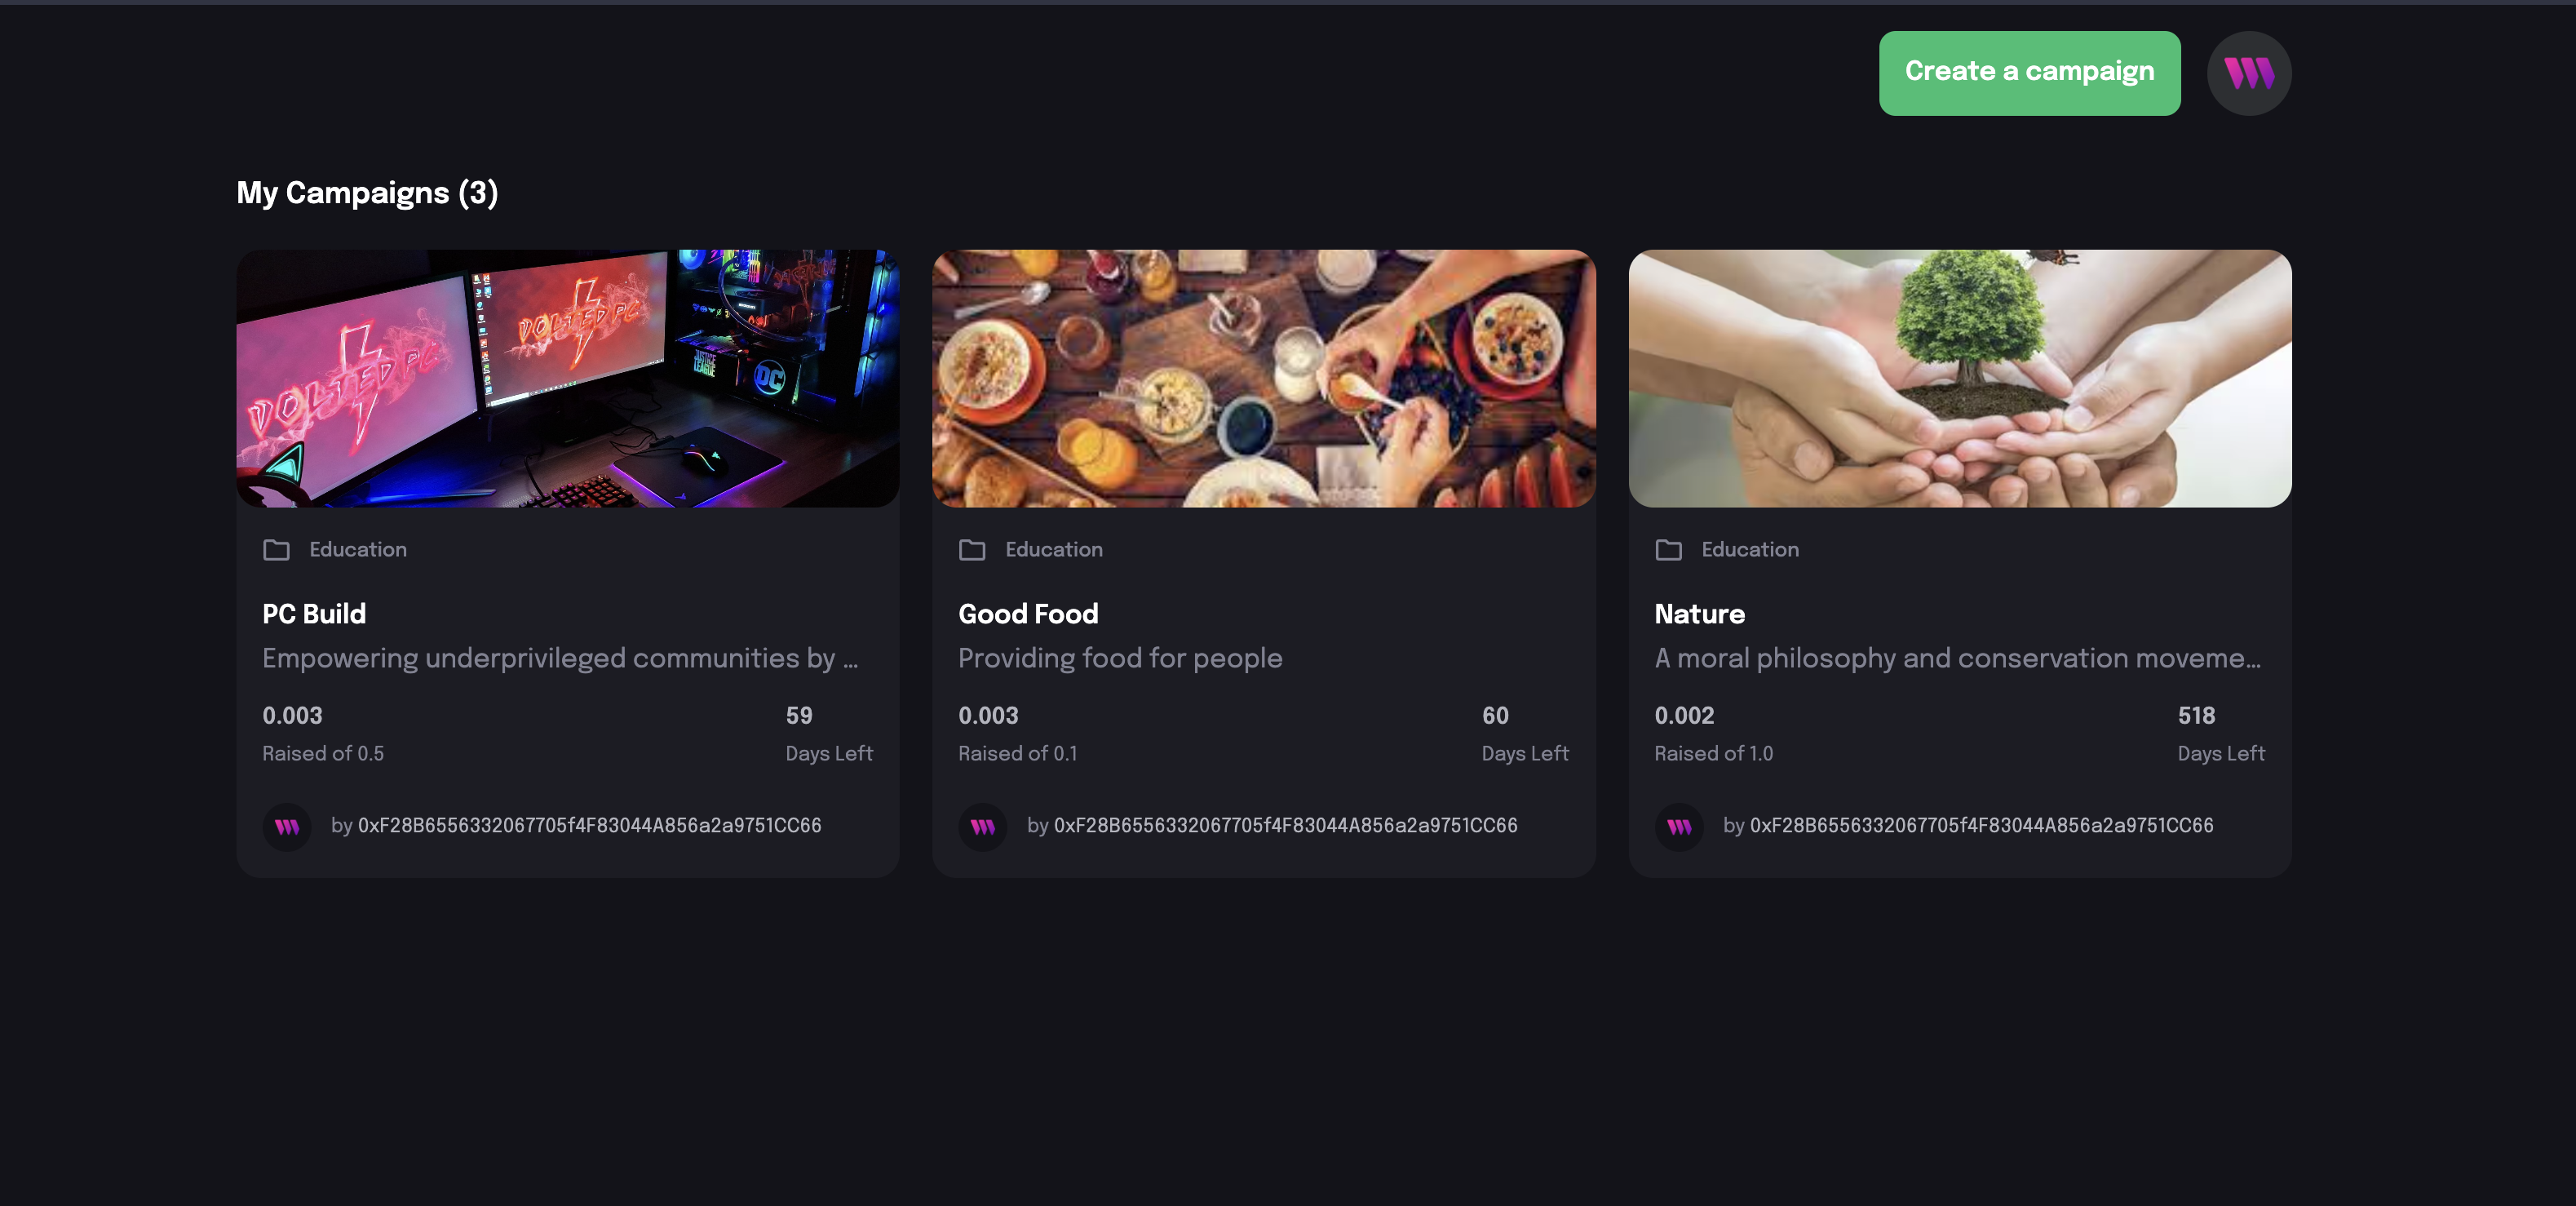 Create a campaign
My Campaigns (3)
VOLTED PC
VOLTED PC
JUSTICE
LEAGUE
DC
Education
PC Build
Empowering underprivileged communities by ...
0.003
59
Raised of 0.5
Days Left
by 0xF28B6556332067705f4F83044A856a2a9751CC66
Education
Good Food
Providing food for people
0.003
60
Raised of 0.1
Days Left
by 0xF28B6556332067705f4F83044A856a2a9751CC66
Education
Nature
A moral philosophy and conservation moveme...
0.002
518
Raised of 1.0
Days Left
by 0xF28B6556332067705f4F83044A856a2a9751CC66